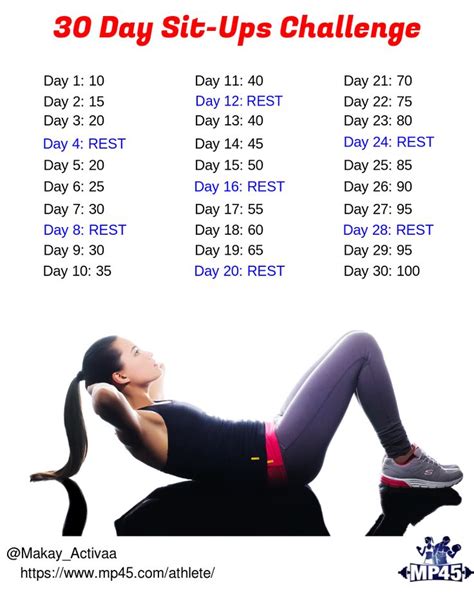 30 Day Sit-Ups Challenge
Day 1: 10
Day 2: 15
Day 3: 20
Day 4: REST
Day 5: 20
Day 6: 25
Day 7: 30
Day 8: REST
Day 9: 30
Day 10: 35
Day 11: 40
Day 12: REST
Day 13: 40
Day 14: 45
Day 15: 50
Day 16: REST
Day 17: 55
Day 18: 60
Day 19: 65
Day 20: REST
Day 21: 70
Day 22: 75
Day 23: 80
Day 24: REST
Day 25: 85
Day 26: 90
Day 27: 95
Day 28: REST
Day 29: 95
Day 30: 100
@Makay_Activaa
https://www.mp45.com/athlete/
MP45